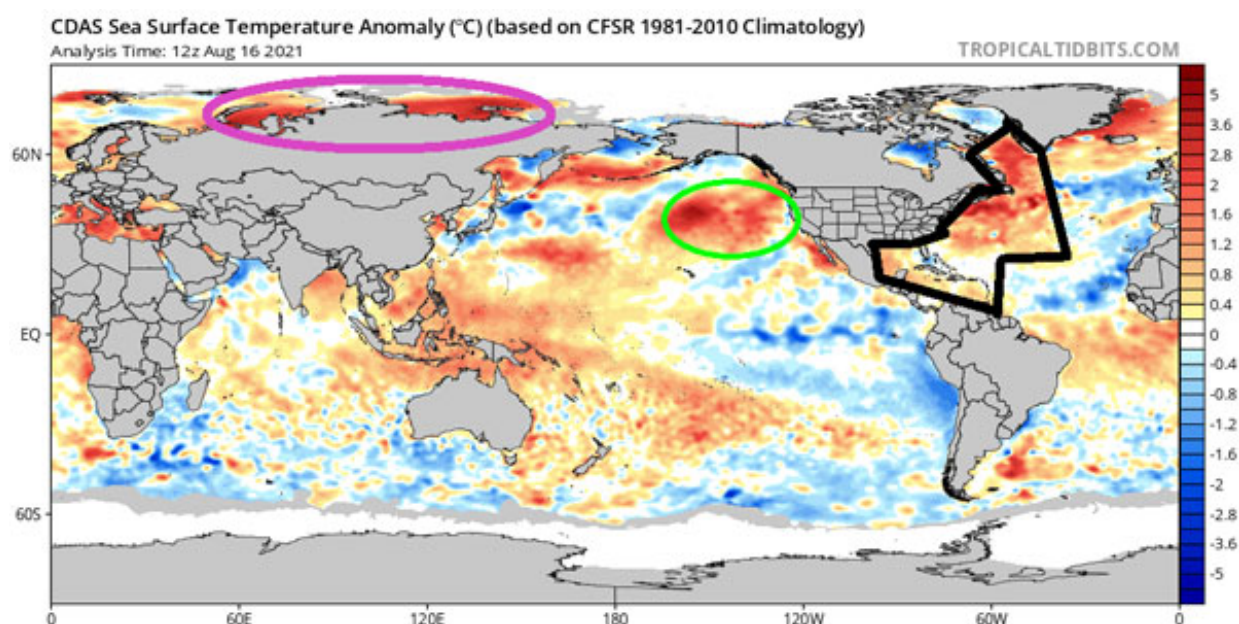 CDAS Sea Surface Temperature Anomaly (°C) (based on CFSR 1981-2010 Climatology)
Analysis Time: 12z Aug 16 2021
TROPICALTIDBITS.COM
60N
EQ
60S
0
60E
120E
180
120W
60W
0
5
3.6
2.8
2
1.6
1.2
0.8
0.4
0
-0.4
-0.8
-1.2
-1.6
-2
-2.8
-3.6
-5